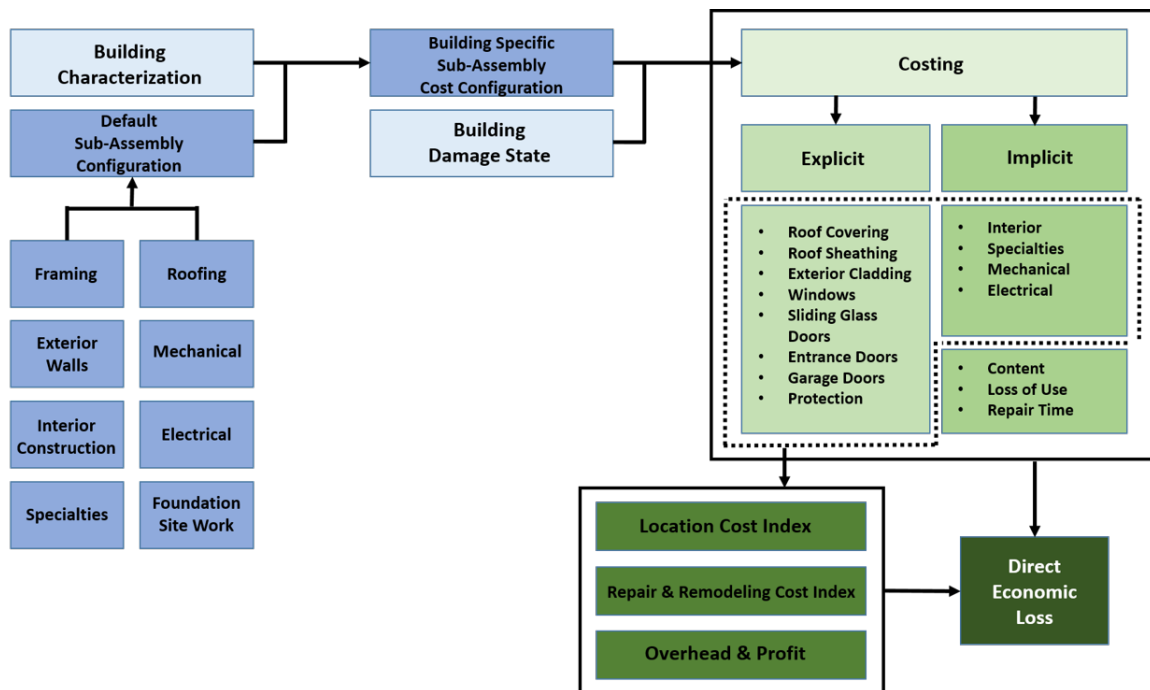 Building
Characterization
Default
Sub-Assembly
Configuration
Framing
Roofing
Exterior
Walls
Mechanical
Interior
Construction
Electrical
Specialties
Foundation
Site Work
Building Specific
Sub-Assembly
Cost Configuration
Building
Damage State
Costing
Explicit
Implicit
• Roof Covering
• Roof Sheathing
• Exterior Cladding
• Windows
• Sliding Glass
Doors
• Entrance Doors
• Garage Doors
• Protection
• Interior
• Specialties
• Mechanical
• Electrical
• Content
• Loss of Use
• Repair Time
Location Cost Index
Repair & Remodeling Cost Index
Overhead & Profit
Direct
Economic
Loss